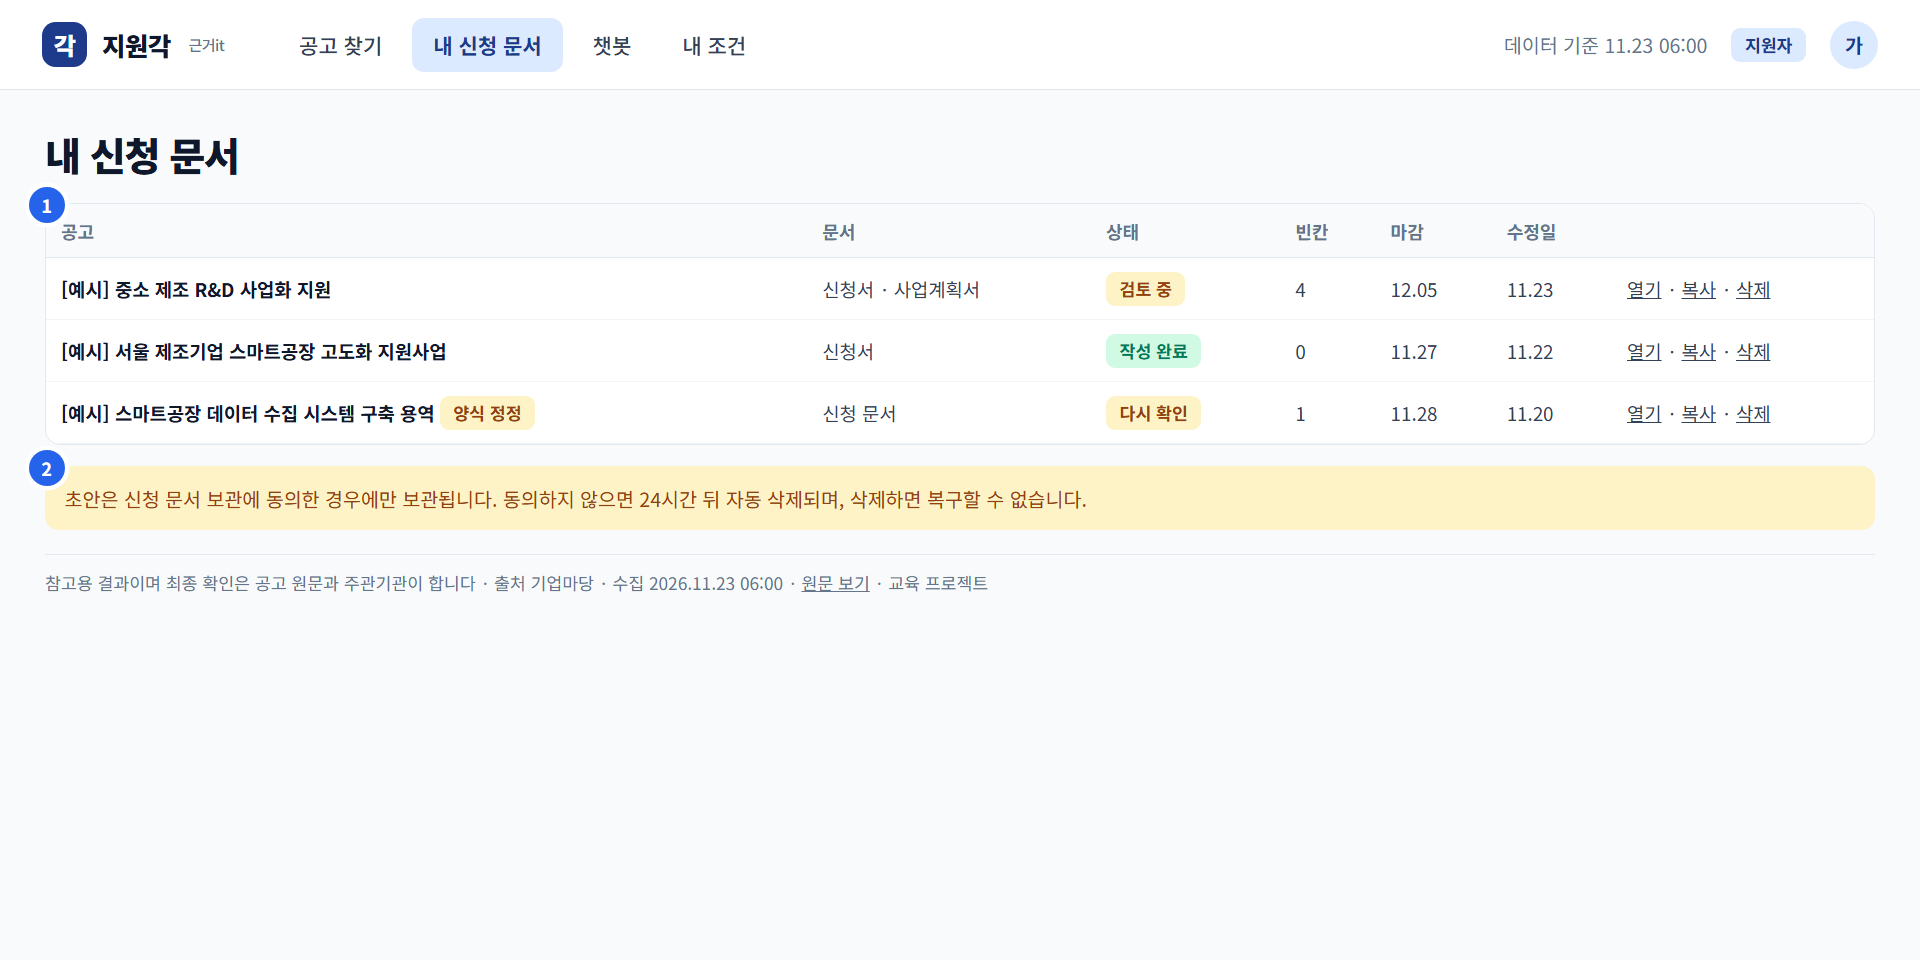 각 지원각 근거it 공고 찾기 내 신청 문서 챗봇 내 조건 데이터 기준 11.23 06:00 지원자 가
내 신청 문서
1
공고 문서 상태 빈칸 마감 수정일
[예시] 중소 제조 R&D 사업화 지원 신청서 · 사업계획서 검토 중 4 12.05 11.23 열기 · 복사 · 삭제
[예시] 서울 제조기업 스마트공장 고도화 지원사업 신청서 작성 완료 0 11.27 11.22 열기 · 복사 · 삭제
[예시] 스마트공장 데이터 수집 시스템 구축 용역 양식 정정 신청 문서 다시 확인 1 11.28 11.20 열기 · 복사 · 삭제
2
초안은 신청 문서 보관에 동의한 경우에만 보관됩니다. 동의하지 않으면 24시간 뒤 자동 삭제되며, 삭제하면 복구할 수 없습니다.
참고용 결과이며 최종 확인은 공고 원문과 주관기관이 합니다 · 출처 기업마당 · 수집 2026.11.23 06:00 · 원문 보기 · 교육 프로젝트